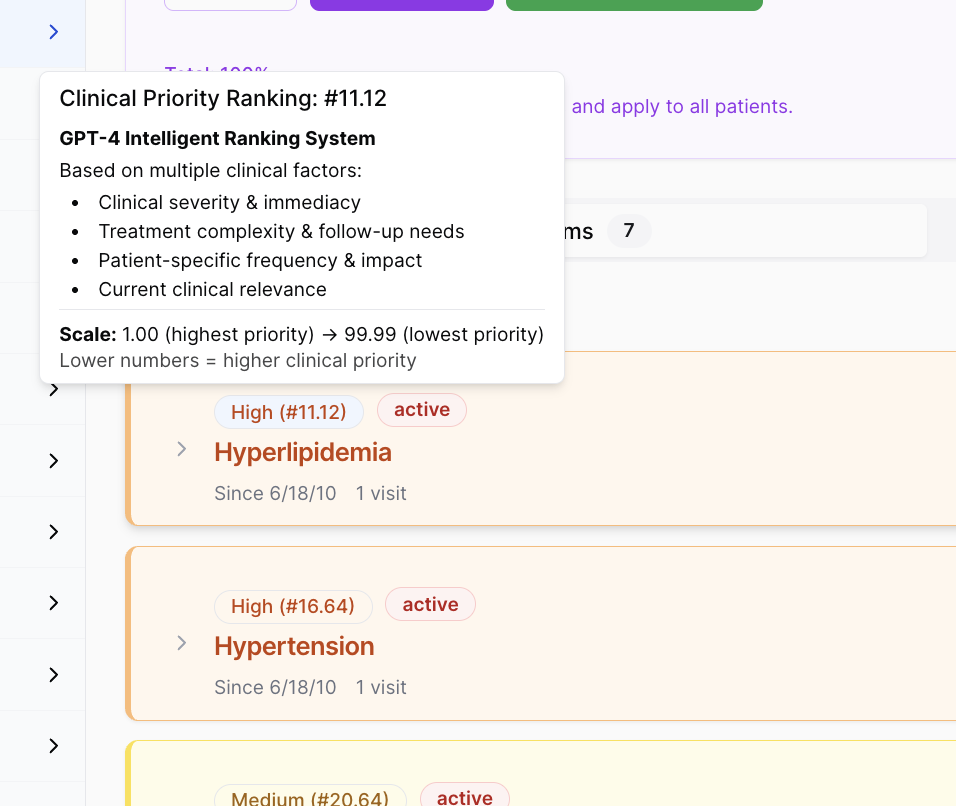 Total: 100%
and apply to all patients.
Clinical Priority Ranking: #11.12
GPT-4 Intelligent Ranking System
Based on multiple clinical factors:
• Clinical severity & immediacy
• Treatment complexity & follow-up needs
• Patient-specific frequency & impact
• Current clinical relevance
Scale: 1.00 (highest priority) → 99.99 (lowest priority)
Lower numbers = higher clinical priority
ms 7
High (#11.12) active
Hyperlipidemia
Since 6/18/10 1 visit
High (#16.64) active
Hypertension
Since 6/18/10 1 visit
Medium (#20.64) active